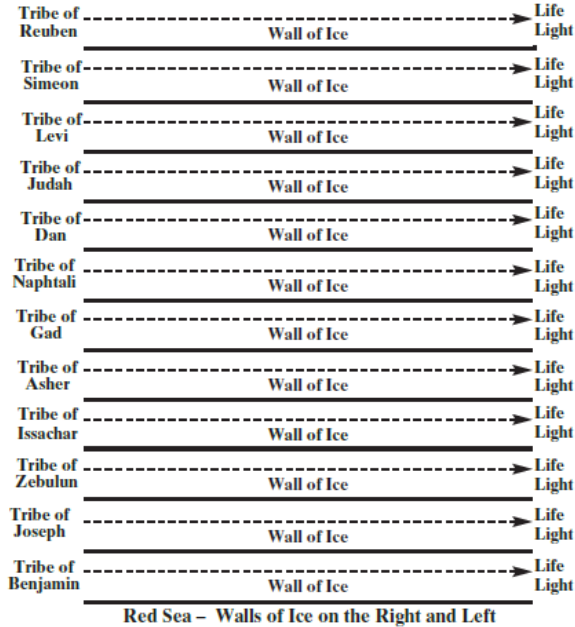 Tribe of Reuben
Life
Light
Wall of Ice
Tribe of Simeon
Life
Light
Wall of Ice
Tribe of Levi
Life
Light
Wall of Ice
Tribe of Judah
Life
Light
Wall of Ice
Tribe of Dan
Life
Light
Wall of Ice
Tribe of Naphtali
Life
Light
Wall of Ice
Tribe of Gad
Life
Light
Wall of Ice
Tribe of Asher
Life
Light
Wall of Ice
Tribe of Issachar
Life
Light
Wall of Ice
Tribe of Zebulun
Life
Light
Wall of Ice
Tribe of Joseph
Life
Light
Wall of Ice
Tribe of Benjamin
Life
Light
Wall of Ice
Red Sea – Walls of Ice on the Right and Left